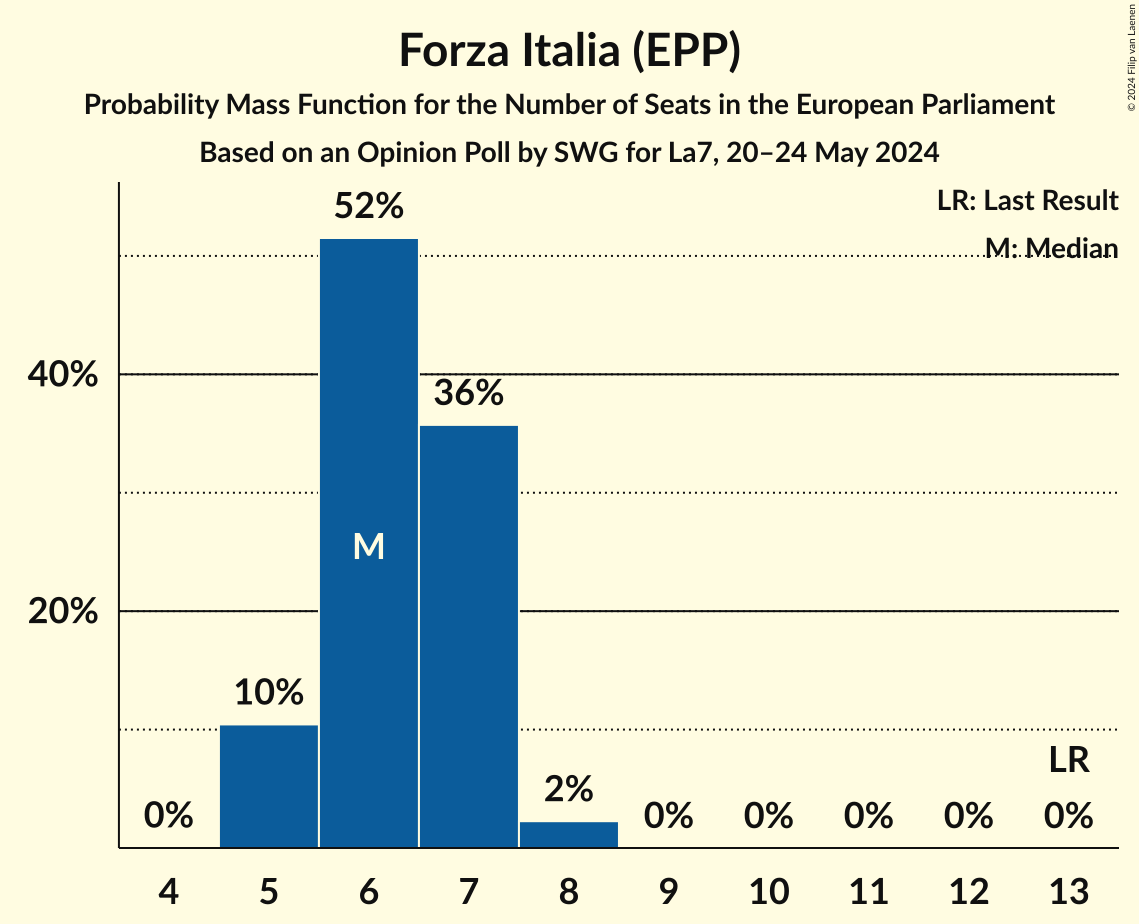 Forza Italia (EPP)
Probability Mass Function for the Number of Seats in the European Parliament
Based on an Opinion Poll by SWG for La7, 20–24 May 2024
© 2024 Filip van Laenen
LR: Last Result
M: Median
52%
40%
36%
M
20%
10%
LR
2%
0% 0% 0% 0% 0% 0%
4 5 6 7 8 9 10 11 12 13